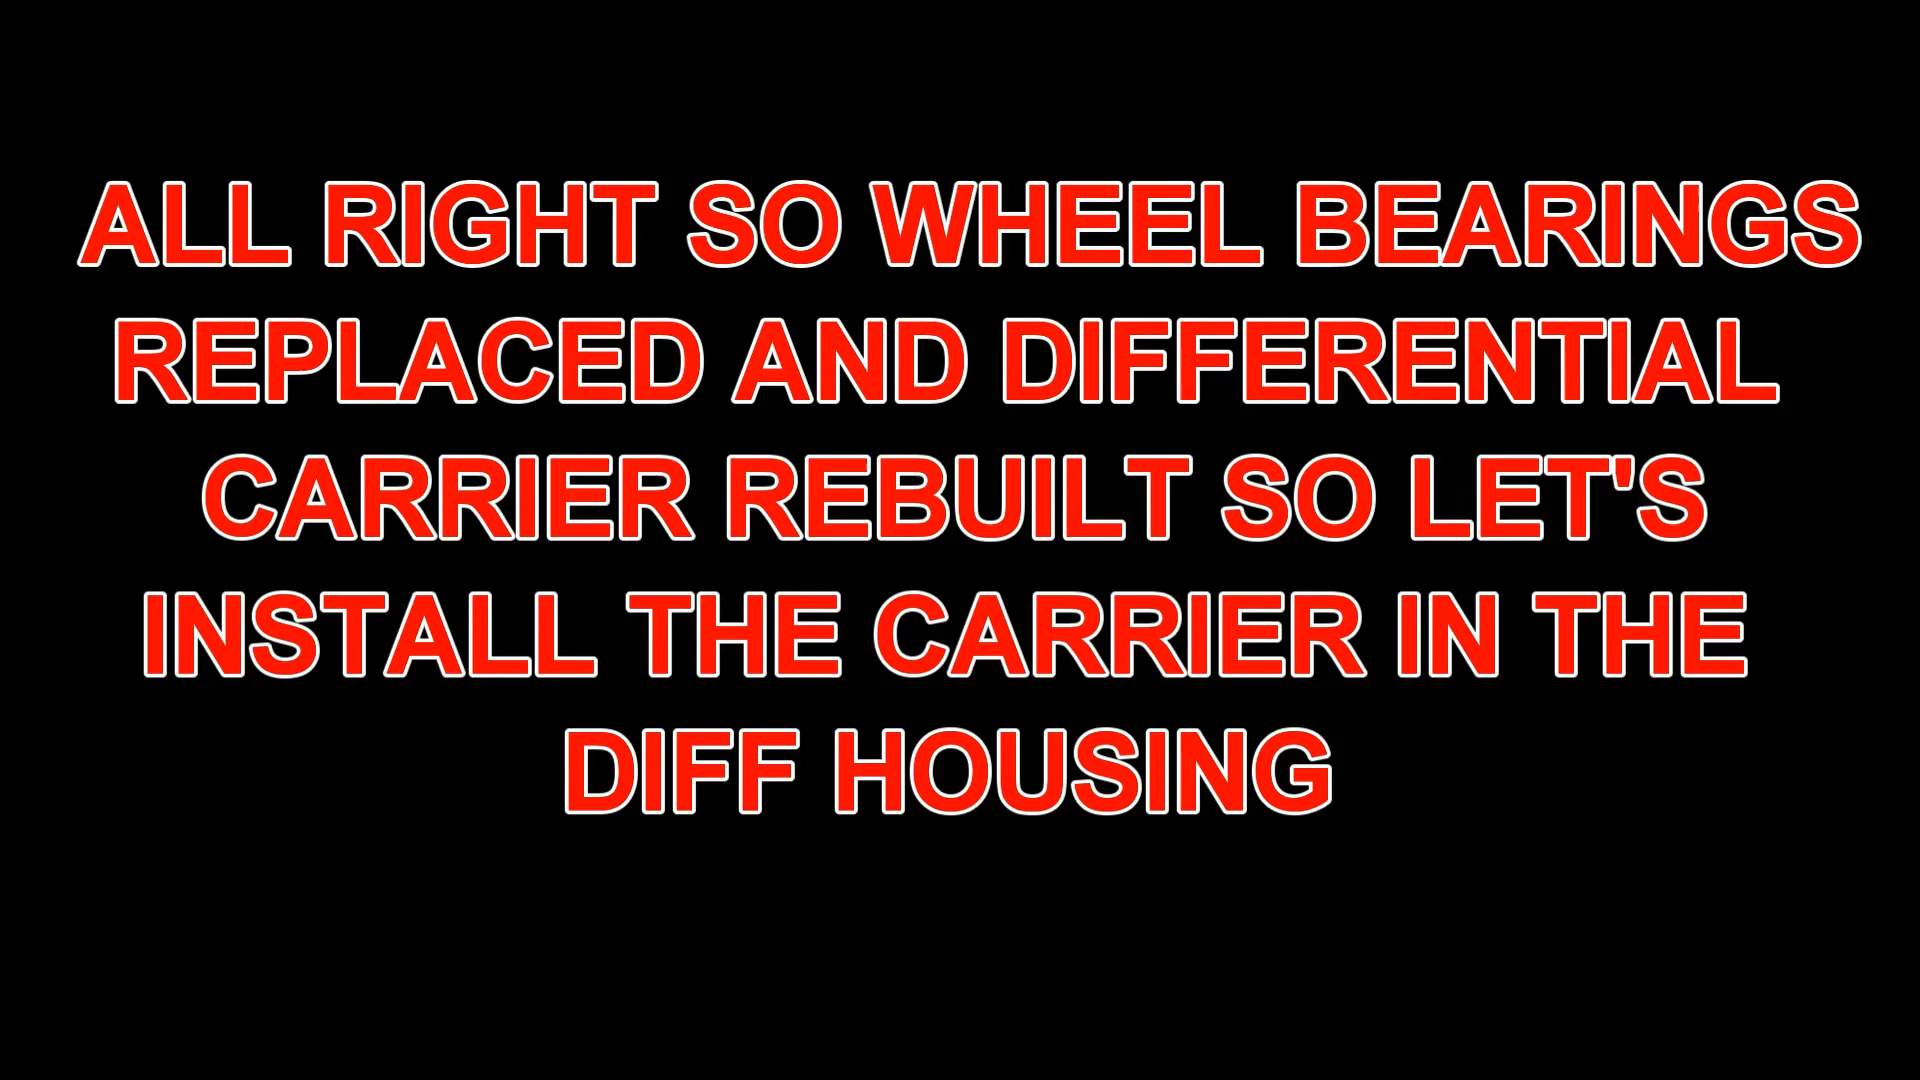 ALL RIGHT SO WHEEL BEARINGS
REPLACED AND DIFFERENTIAL
CARRIER REBUILT SO LET'S
INSTALL THE CARRIER IN THE
DIFF HOUSING